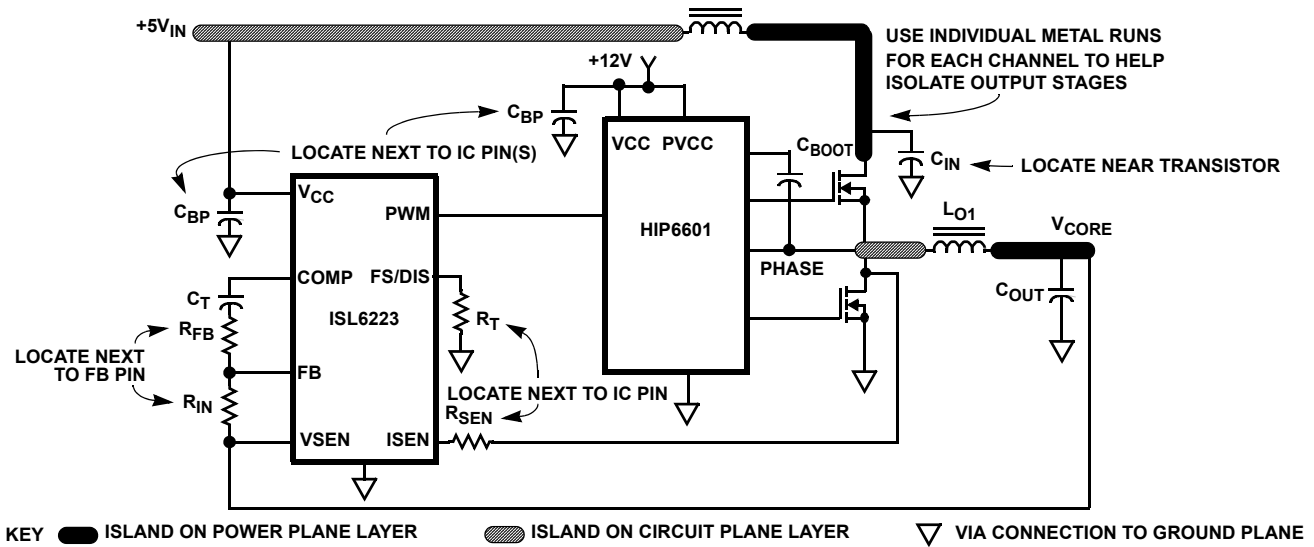 +5VIN
USE INDIVIDUAL METAL RUNS
FOR EACH CHANNEL TO HELP
ISOLATE OUTPUT STAGES
+12V
CBP
LOCATE NEXT TO IC PIN(S)
CBP
VCC PVCC
CBOOT
CIN
LOCATE NEAR TRANSISTOR
VCC
PWM
HIP6601
LO1
VCORE
PHASE
COMP
FS/DIS
COUT
CT
ISL6223
RT
RFB
LOCATE NEXT
TO FB PIN
FB
RIN
LOCATE NEXT TO IC PIN
RSEN
VSEN
ISEN
KEY
ISLAND ON POWER PLANE LAYER
ISLAND ON CIRCUIT PLANE LAYER
VIA CONNECTION TO GROUND PLANE